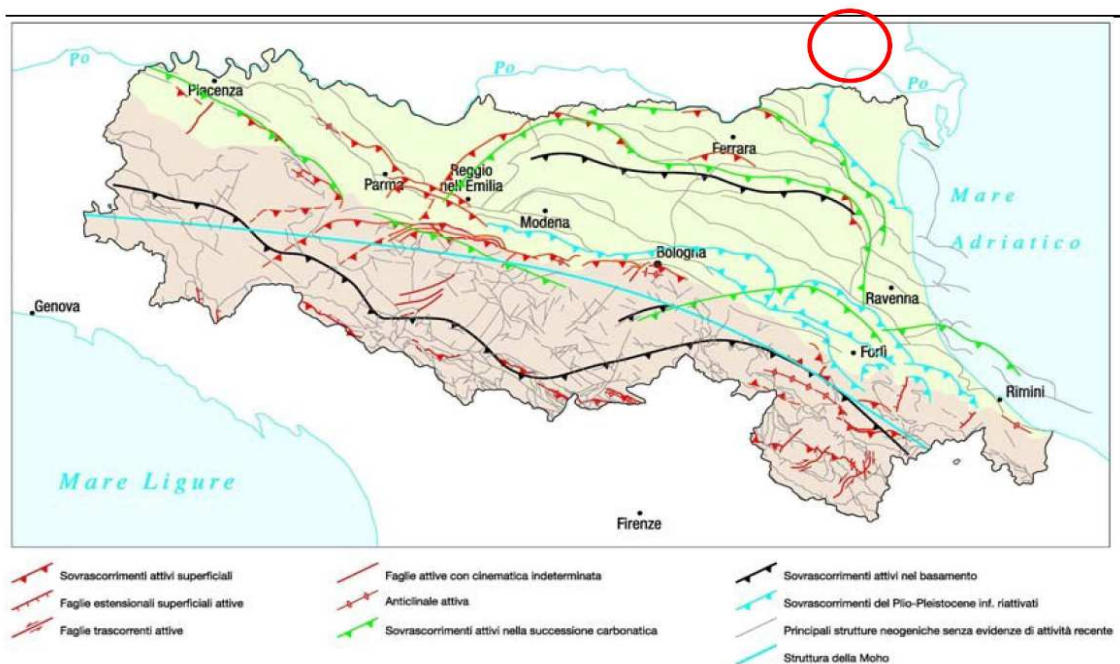 Po
Po
Po
Piacenza
Ferrara
Parma
Reggio
nell'Emilia
Modena
Mare
Adriatico
Bologna
Genova
Ravenna
Forlì
Rimini
Mare Ligure
Firenze
Sovrascorrimenti attivi superficiali
Faglie estensionali superficiali attive
Faglie trascorrenti attive
Faglie attive con cinematica indeterminata
Anticlinale attiva
Sovrascorrimenti attivi nella successione carbonatica
Sovrascorrimenti attivi nel basamento
Sovrascorrimenti del Plio-Pleistocene inf. riattivati
Principali strutture neogeniche senza evidenze di attività recente
Struttura della Moho